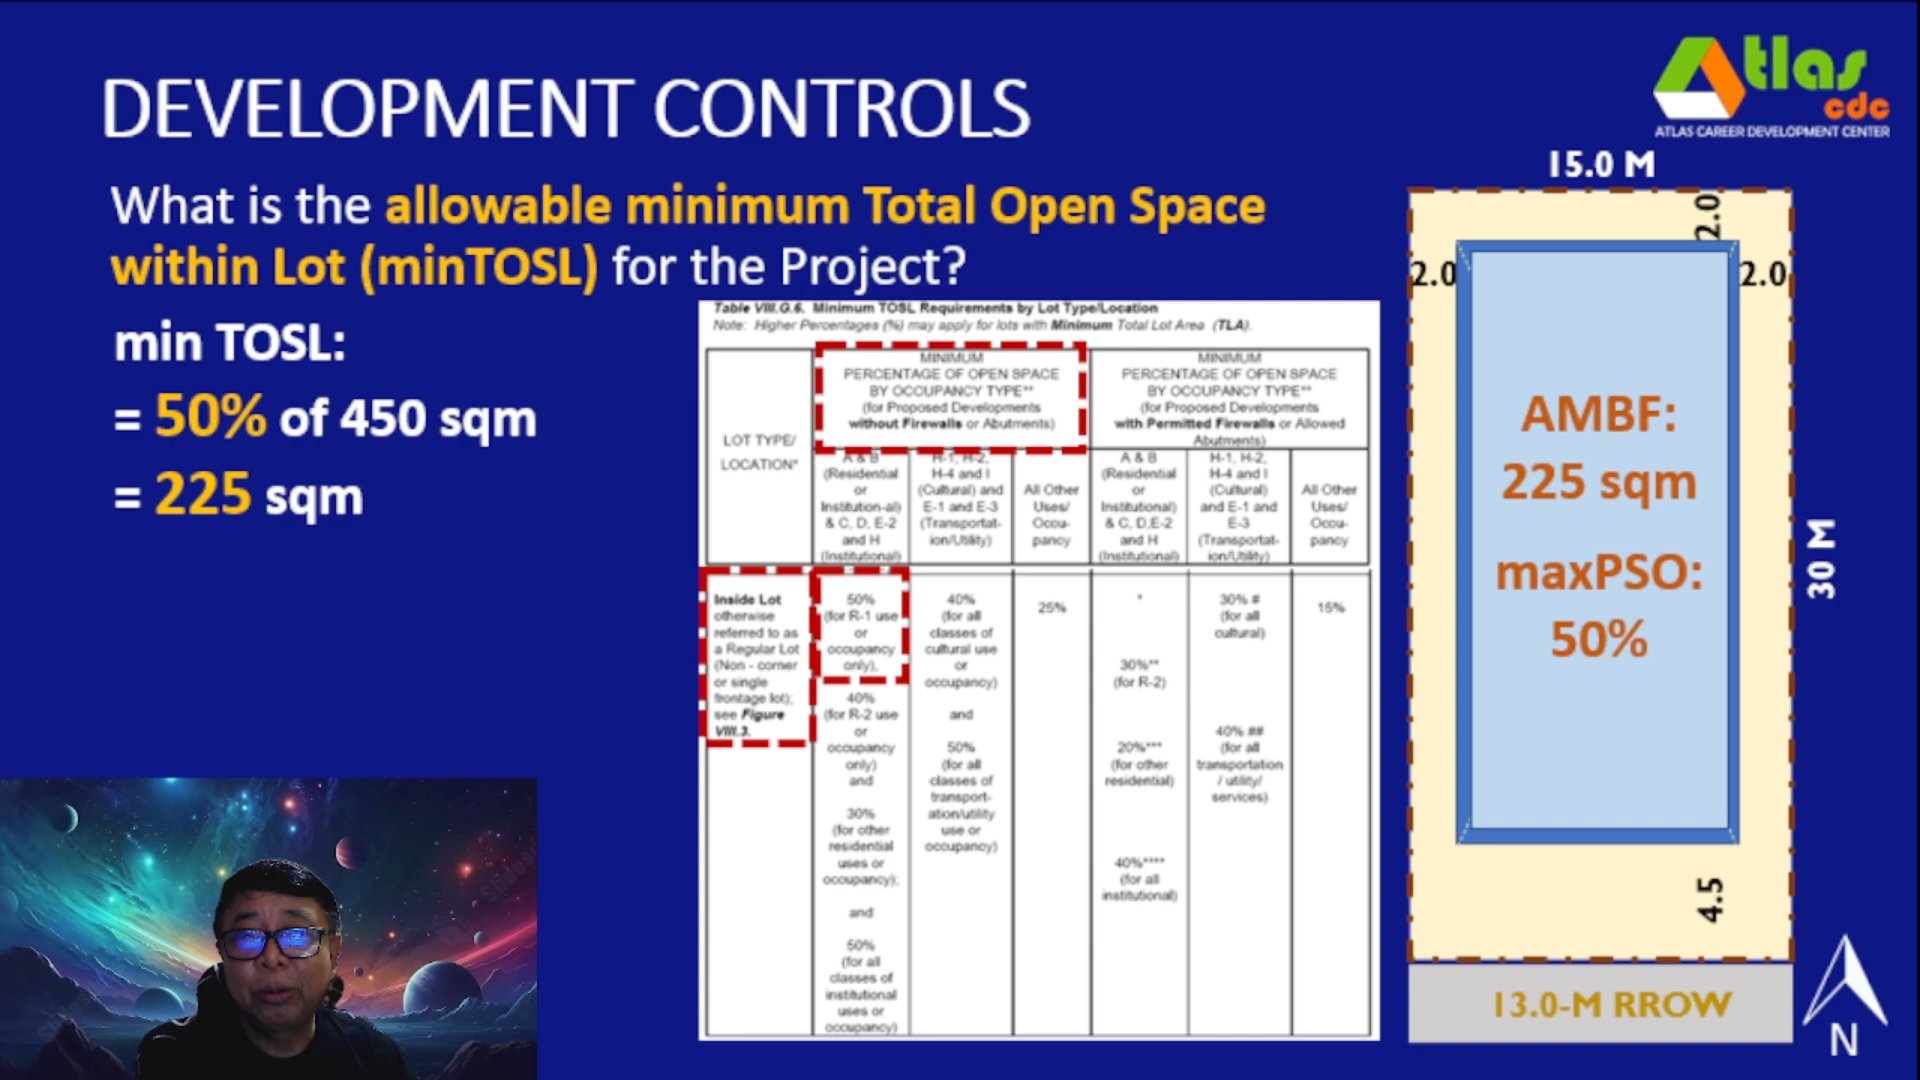 DEVELOPMENT CONTROLS
Atlas
cdc
ATLAS CAREER DEVELOPMENT CENTER
What is the allowable minimum Total Open Space
within Lot (minTOSL) for the Project?
min TOSL:
= 50% of 450 sqm
= 225 sqm
Table VIII.G.6. Minimum TOSL Requirements by Lot Type/Location
Note: Higher Percentages (%) may apply for lots with Minimum Total Lot Area (TLA).
LOT TYPE/
LOCATION*
MINIMUM
PERCENTAGE OF OPEN SPACE
BY OCCUPANCY TYPE**
(for Proposed Developments
without Firewalls or Abutments)
MINIMUM
PERCENTAGE OF OPEN SPACE
BY OCCUPANCY TYPE**
(for Proposed Developments
with Permitted Firewalls or Allowed
Abutments)
A & B
(Residential
or
Institution-al)
& C, D, E-2
and H
(Institutional)
H-1, H-2,
H-4 and I
(Cultural) and
E-1 and E-3
(Transportat-
ion/Utility)
All Other
Uses/
Occu-
pancy
A & B
(Residential
or
Institutional)
& C, D,E-2
and H
(Institutional)
H-1, H-2,
H-4 and I
(Cultural)
and E-1 and
E-3
(Transportat-
ion/Utility)
All Other
Uses/
Occu-
pancy
Inside Lot
otherwise
referred to as
a Regular Lot
(Non - corner
or single
frontage lot);
see Figure
VIII.3.
50%
(for R-1 use
or
occupancy
only),
40%
(for R-2 use
or
occupancy
only)
and
30%
(for other
residential
uses or
occupancy);
and
50%
(for all
classes of
institutional
uses or
occupancy)
40%
(for all
classes of
cultural use
or
occupancy)
and
50%
(for all
classes of
transport-
ation/utility
use or
occupancy)
25%
*
30%**
(for R-2)
20%***
(for other
residential)
40%****
(for all
institutional)
30% #
(for all
cultural)
40% ##
(for all
transportation
/ utility/
services)
15%
15.0 M
2.0
2.0
2.0
AMBF:
225 sqm
maxPSO:
50%
30 M
4.5
13.0-M RROW
N